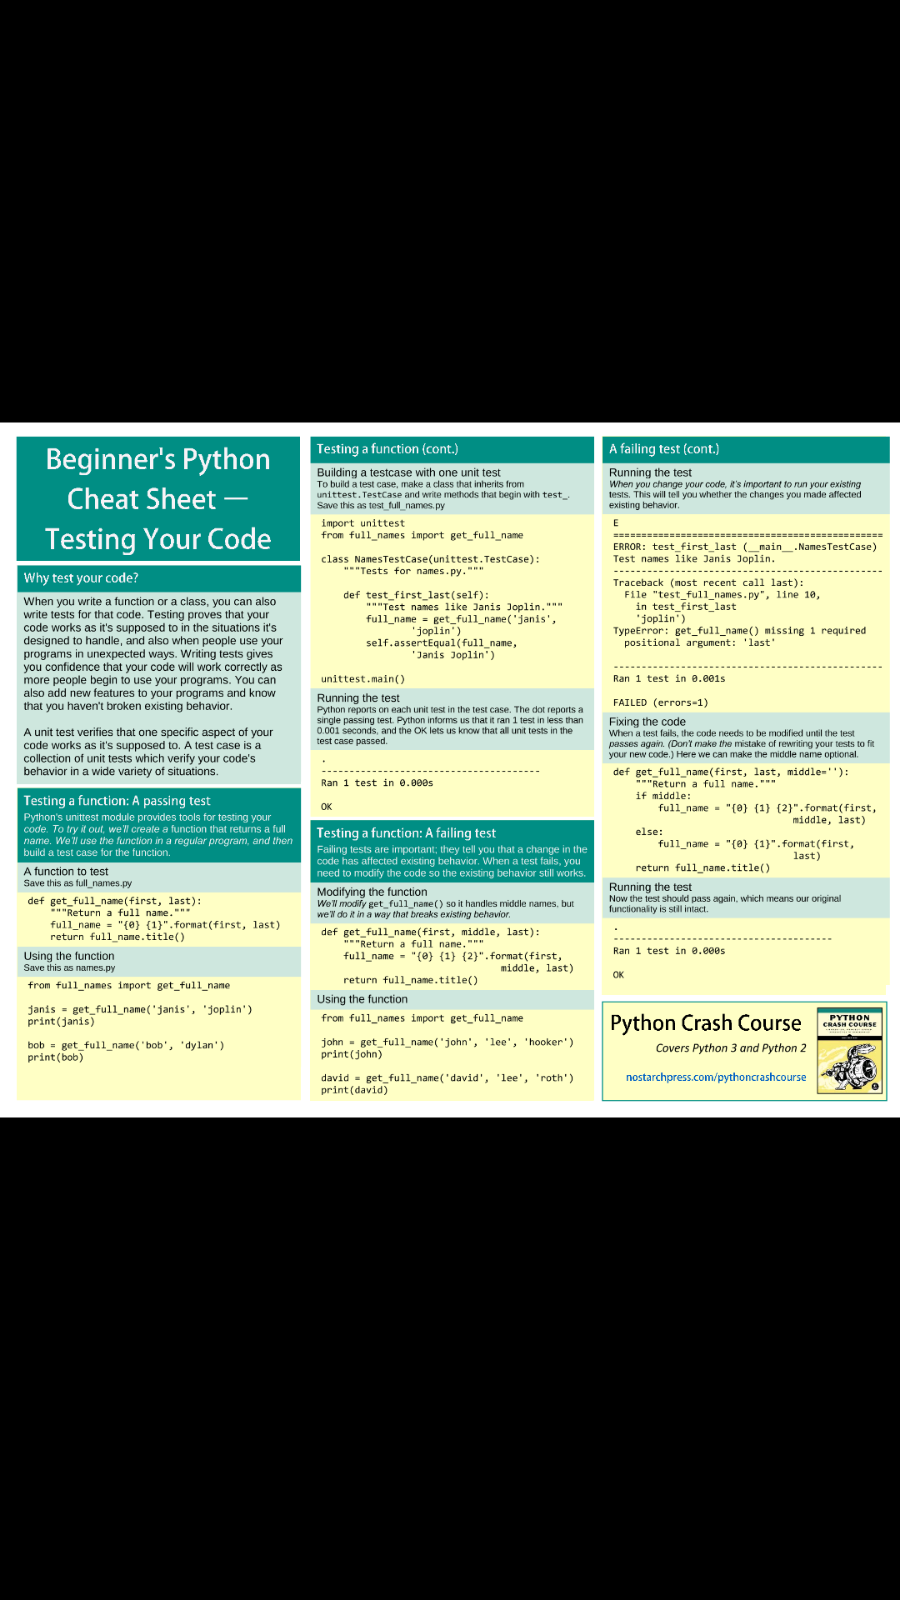 Beginner's Python
Cheat Sheet —
Testing Your Code
Why test your code?
When you write a function or a class, you can also
write tests for that code. Testing proves that your
code works as it's supposed to in the situations it's
designed to handle, and also when people use your
programs in unexpected ways. Writing tests gives
you confidence that your code will work correctly as
more people begin to use your programs. You can
also add new features to your programs and know
that you haven't broken existing behavior.
A unit test verifies that one specific aspect of your
code works as it's supposed to. A test case is a
collection of unit tests which verify your code's
behavior in a wide variety of situations.
Testing a function: A passing test
Python's unittest module provides tools for testing your
code. To try it out, we'll create a function that returns a full
name. We'll use the function in a regular program, and then
build a test case for the function.
A function to test
Save this as full_names.py
def get_full_name(first, last):
    """Return a full name."""
    full_name = "{0} {1}".format(first, last)
    return full_name.title()
Using the function
Save this as names.py
from full_names import get_full_name
janis = get_full_name('janis', 'joplin')
print(janis)
bob = get_full_name('bob', 'dylan')
print(bob)
Testing a function (cont.)
Building a testcase with one unit test
To build a test case, make a class that inherits from
unittest.TestCase and write methods that begin with test_.
Save this as test_full_names.py
import unittest
from full_names import get_full_name
class NamesTestCase(unittest.TestCase):
    """Tests for names.py."""
    def test_first_last(self):
        """Test names like Janis Joplin."""
        full_name = get_full_name('janis',
                'joplin')
        self.assertEqual(full_name,
                'Janis Joplin')
unittest.main()
Running the test
Python reports on each unit test in the test case. The dot reports a
single passing test. Python informs us that it ran 1 test in less than
0.001 seconds, and the OK lets us know that all unit tests in the
test case passed.
.
---------------------------------------
Ran 1 test in 0.000s
OK
Testing a function: A failing test
Failing tests are important; they tell you that a change in the
code has affected existing behavior. When a test fails, you
need to modify the code so the existing behavior still works.
Modifying the function
We'll modify get_full_name() so it handles middle names, but
we'll do it in a way that breaks existing behavior.
def get_full_name(first, middle, last):
    """Return a full name."""
    full_name = "{0} {1} {2}".format(first,
                                middle, last)
    return full_name.title()
Using the function
from full_names import get_full_name
john = get_full_name('john', 'lee', 'hooker')
print(john)
david = get_full_name('david', 'lee', 'roth')
print(david)
A failing test (cont.)
Running the test
When you change your code, it's important to run your existing
tests. This will tell you whether the changes you made affected
existing behavior.
E
================================================
ERROR: test_first_last (__main__.NamesTestCase)
Test names like Janis Joplin.
------------------------------------------------
Traceback (most recent call last):
  File "test_full_names.py", line 10,
    in test_first_last
    'joplin')
TypeError: get_full_name() missing 1 required
  positional argument: 'last'
------------------------------------------------
Ran 1 test in 0.001s
FAILED (errors=1)
Fixing the code
When a test fails, the code needs to be modified until the test
passes again. (Don't make the mistake of rewriting your tests to fit
your new code.) Here we can make the middle name optional.
def get_full_name(first, last, middle=''):
    """Return a full name."""
    if middle:
        full_name = "{0} {1} {2}".format(first,
                                middle, last)
    else:
        full_name = "{0} {1}".format(first,
                                last)
    return full_name.title()
Running the test
Now the test should pass again, which means our original
functionality is still intact.
.
---------------------------------------
Ran 1 test in 0.000s
OK
Python Crash Course
Covers Python 3 and Python 2
nostarchpress.com/pythoncrashcourse
PYTHON
CRASH COURSE